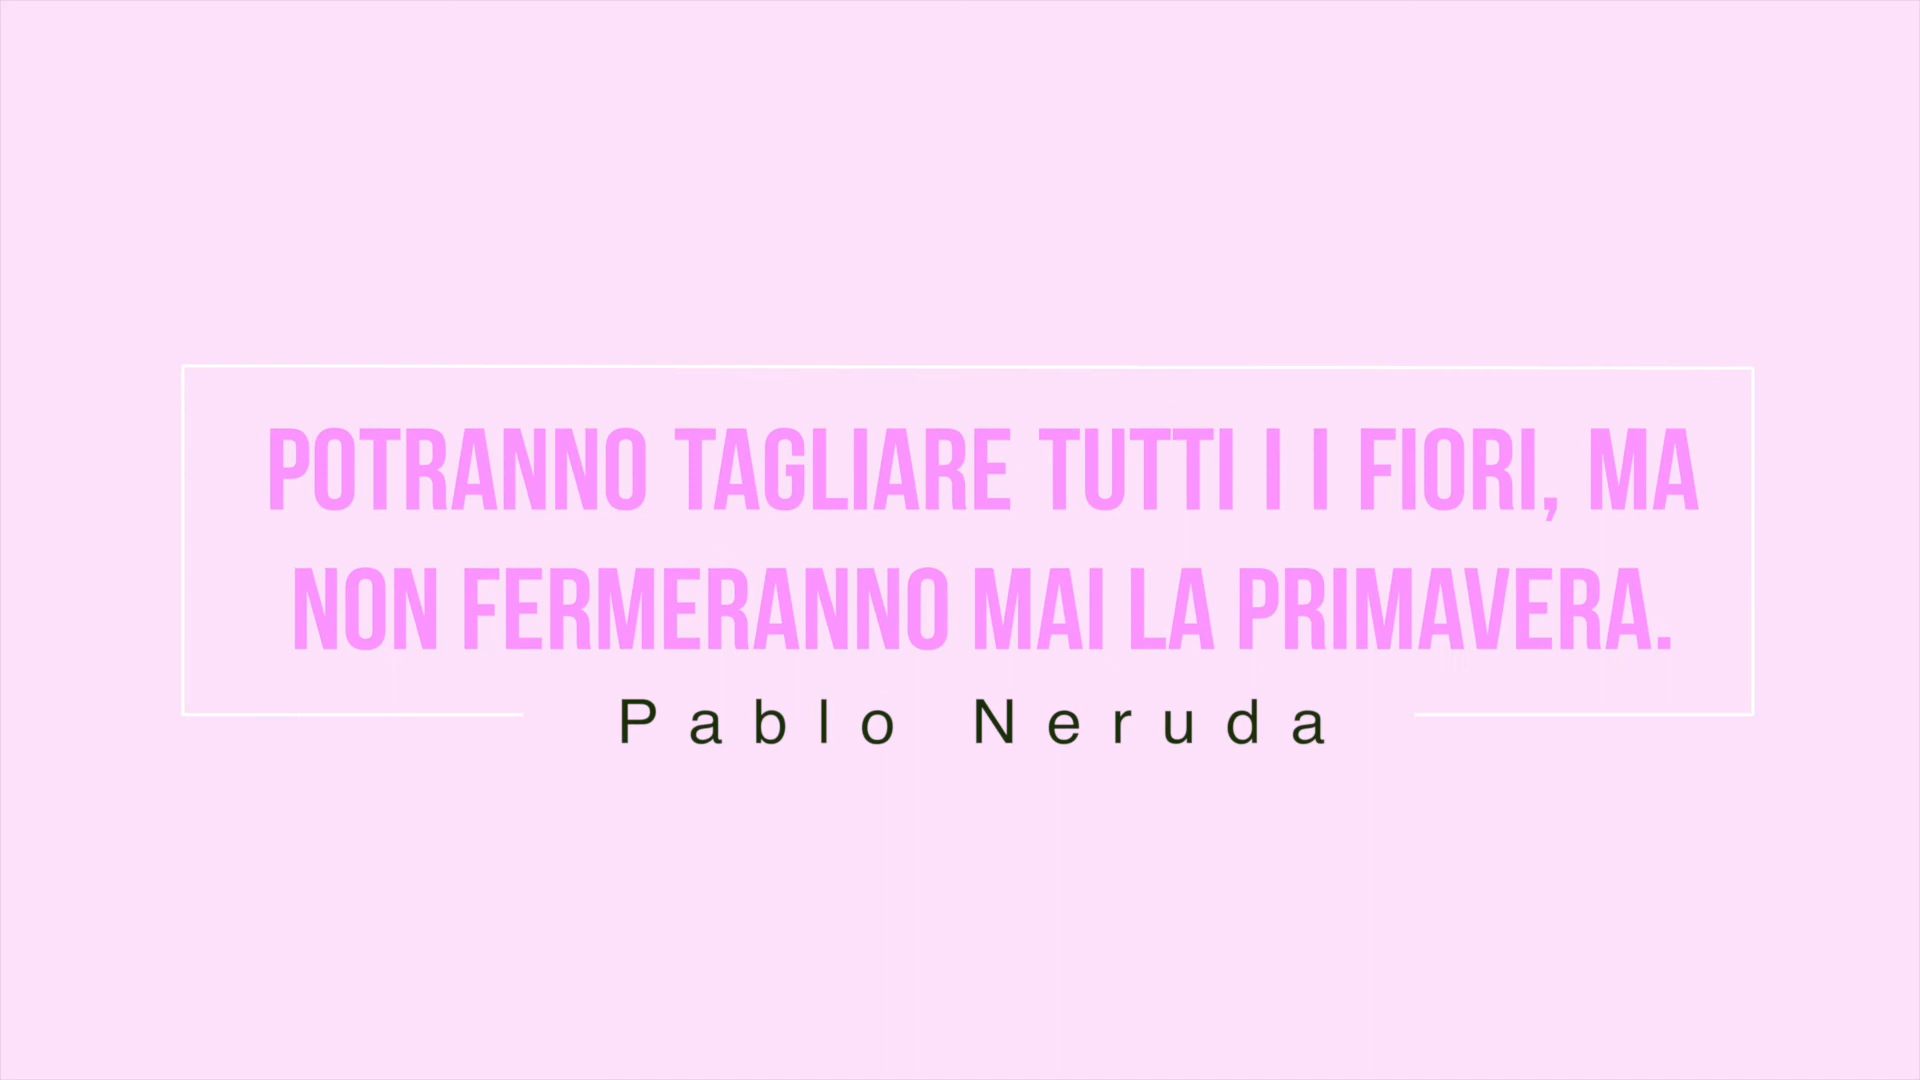 POTRANNO TAGLIARE TUTTI I I FIORI, MA
NON FERMERANNO MAI LA PRIMAVERA.
Pablo Neruda